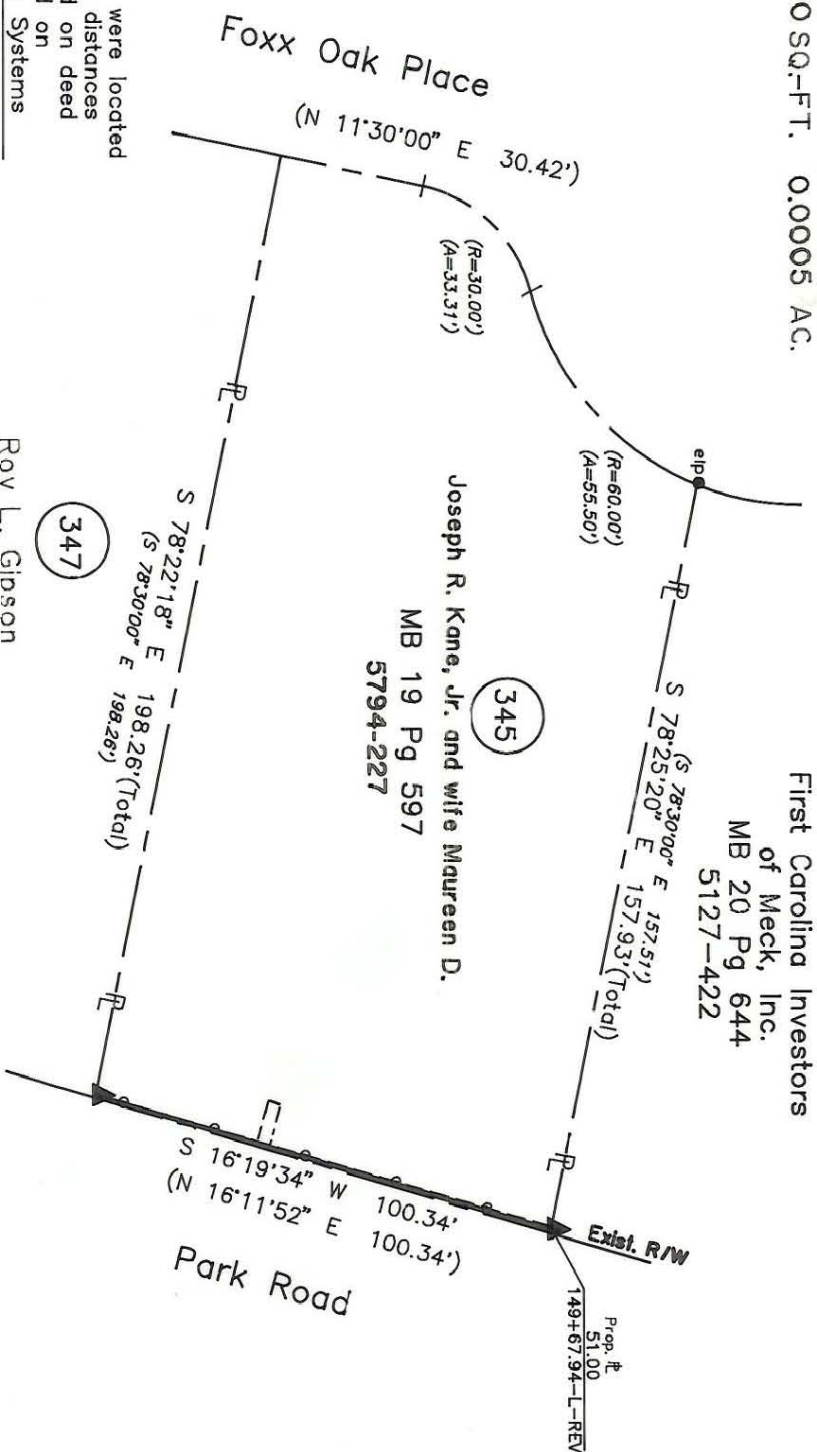 0 SQ.-FT. 0.0005 AC.
First Carolina Investors
of Meck, Inc.
MB 20 Pg 644
5127-422
Foxx Oak Place
(N 11°30'00" E 30.42')
(R=30.00')
(A=33.31')
(R=60.00')
(A=55.50')
eip
PL
(S 78°30'00" E 157.51')
S 78°25'20" E 157.93'(Total)
PL
345
Joseph R. Kane, Jr. and wife Maureen D.
MB 19 Pg 597
5794-227
PL
S 78°22'18" E 198.26'(Total)
(S 78°30'00" E 198.26')
PL
347
Roy L. Gipson
S 16°19'34" W 100.34'
(N 16°11'52" E 100.34')
Park Road
Exist. R/W
Prop. PL
51.00
149+67.94-L-REV
were located
distances
on deed
on
Systems